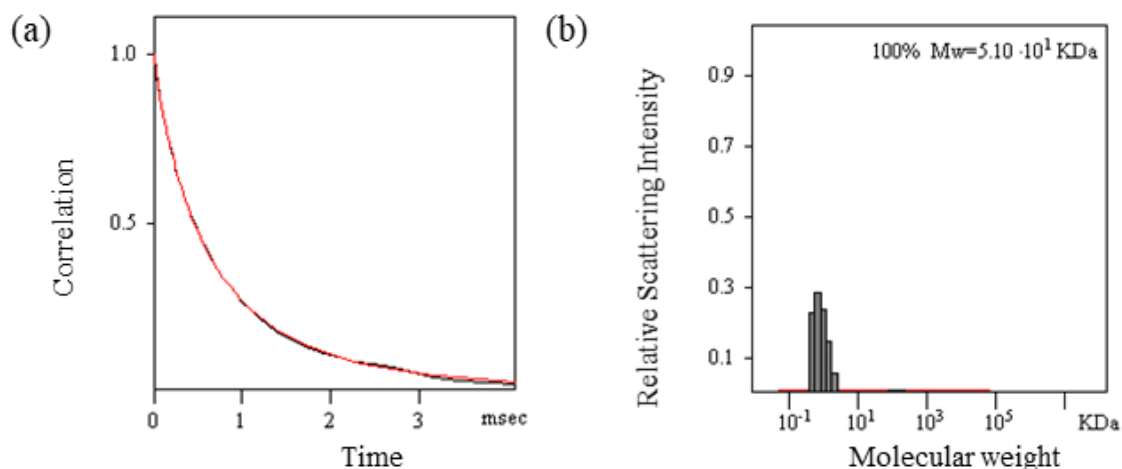 (a)
1.0
0.5
Correlation
0
1
2
3
msec
Time
(b)
100% Mw=5.10 ·10¹ KDa
0.9
0.7
0.5
0.3
0.1
Relative Scattering Intensity
10⁻¹
10¹
10³
10⁵
KDa
Molecular weight